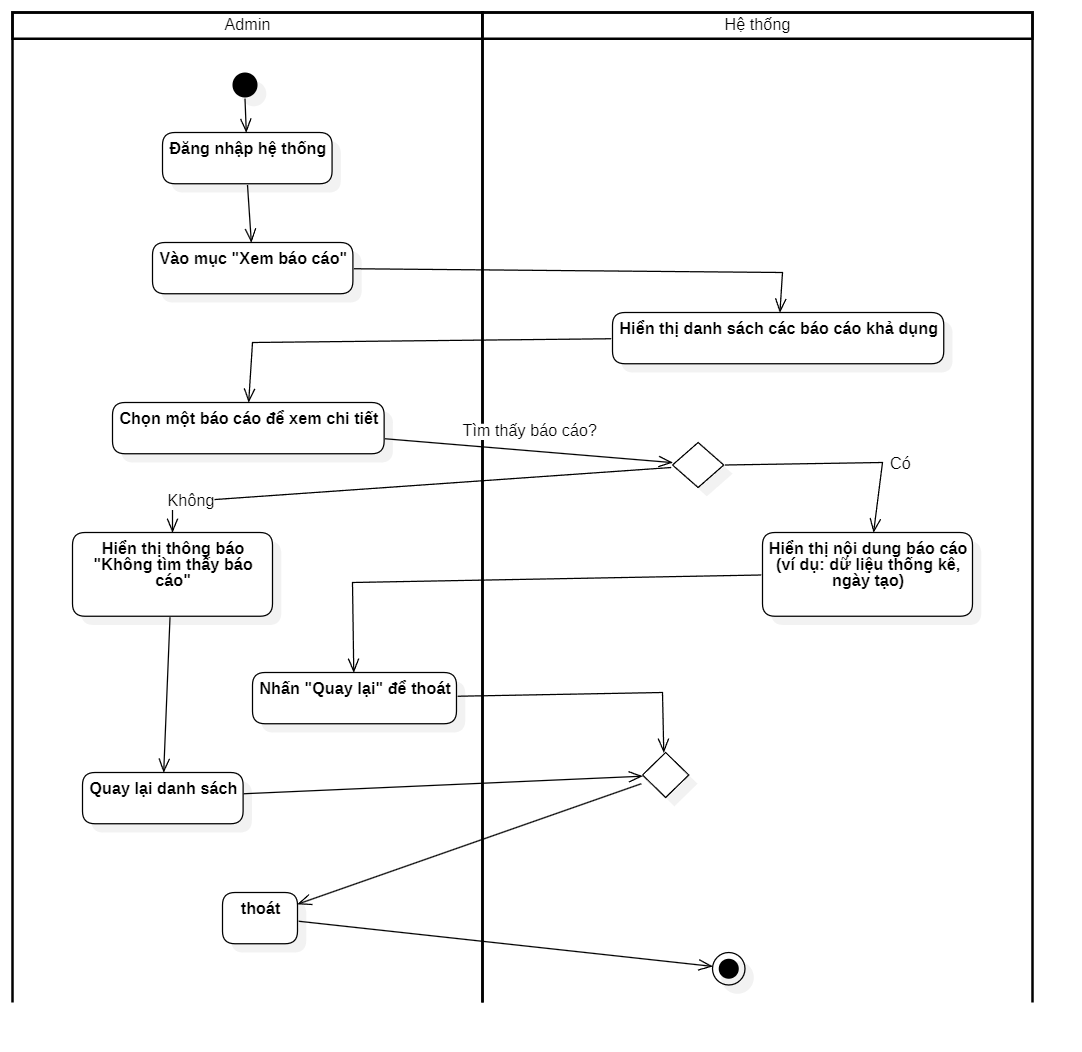 Admin
Hệ thống
Đăng nhập hệ thống
Vào mục "Xem báo cáo"
Hiển thị danh sách các báo cáo khả dụng
Chọn một báo cáo để xem chi tiết
Tìm thấy báo cáo?
Có
Không
Hiển thị thông báo
"Không tìm thấy báo
cáo"
Hiển thị nội dung báo cáo
(ví dụ: dữ liệu thống kê,
ngày tạo)
Nhấn "Quay lại" để thoát
Quay lại danh sách
thoát